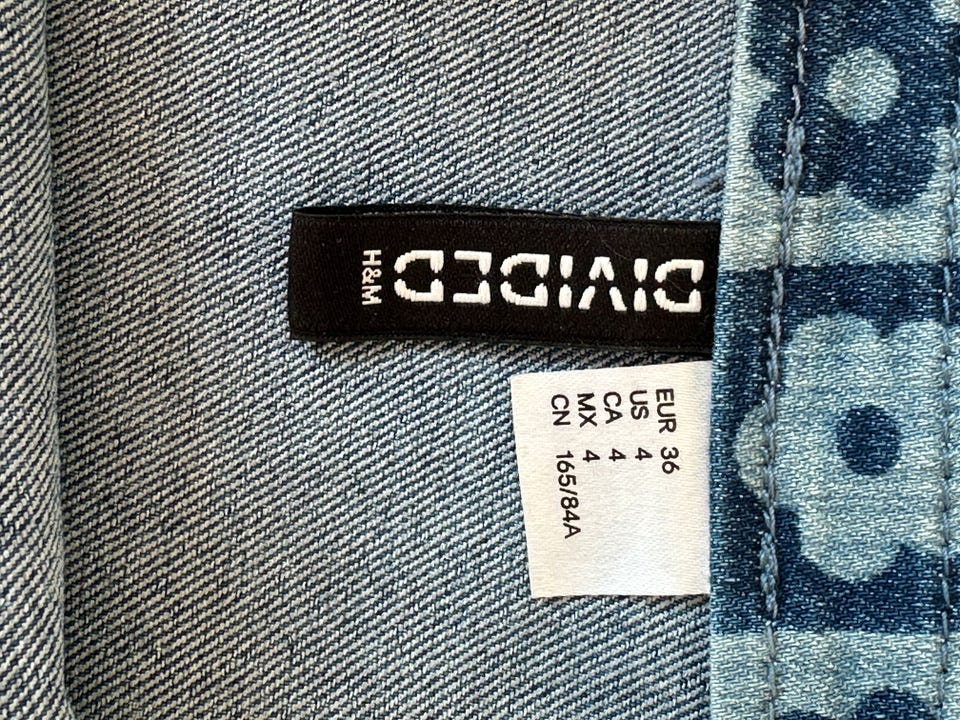 DIVIDED
H&M
EUR 36
US 4
CA 4
MX 4
CN 165/84A